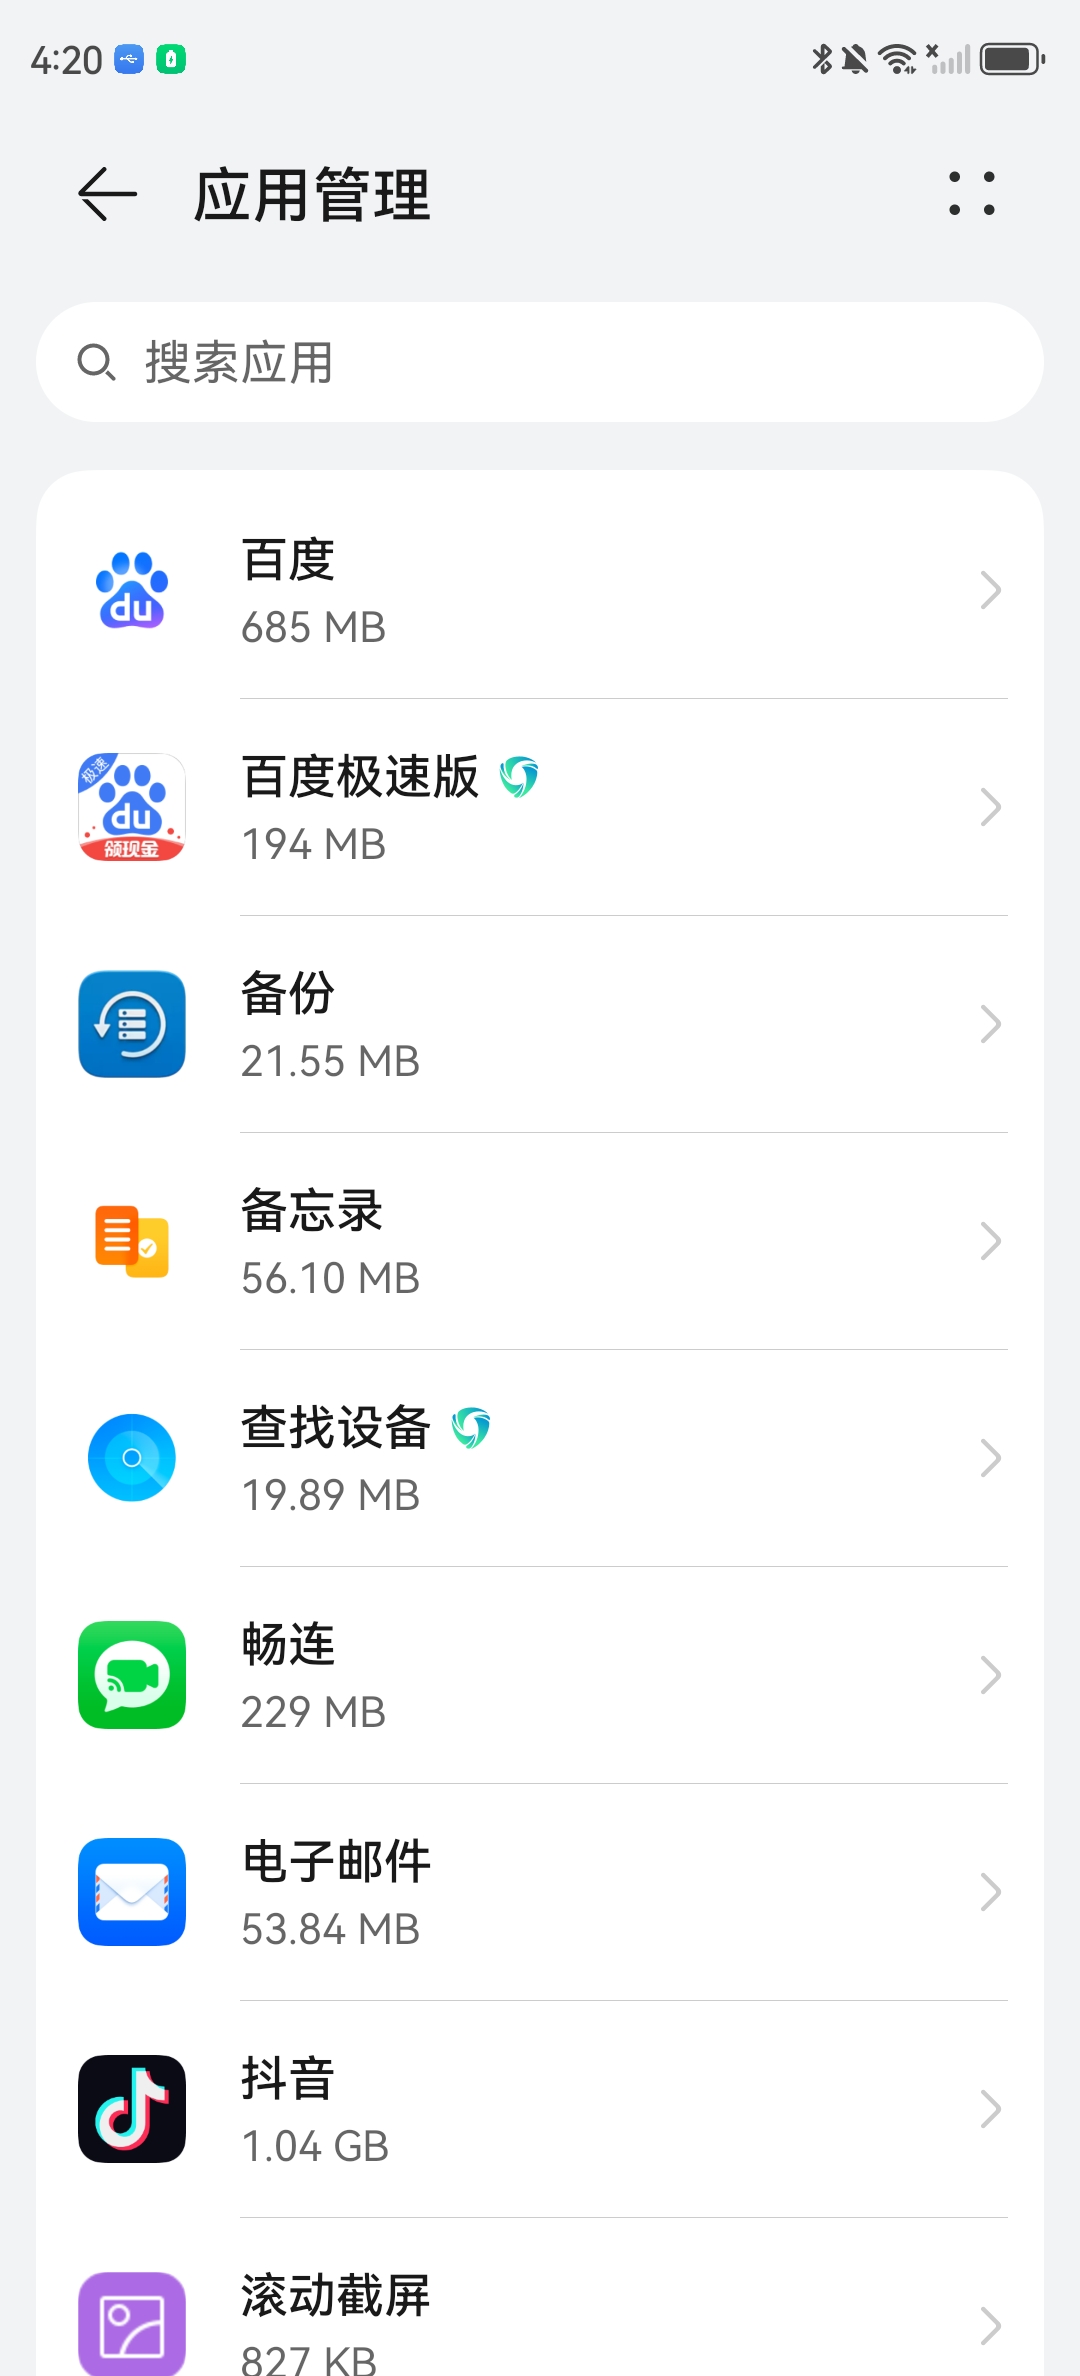 4:20
应用管理
搜索应用
du
百度
685 MB
极速
du
领现金
百度极速版
194 MB
备份
21.55 MB
备忘录
56.10 MB
查找设备
19.89 MB
畅连
229 MB
电子邮件
53.84 MB
抖音
1.04 GB
滚动截屏
827 KB